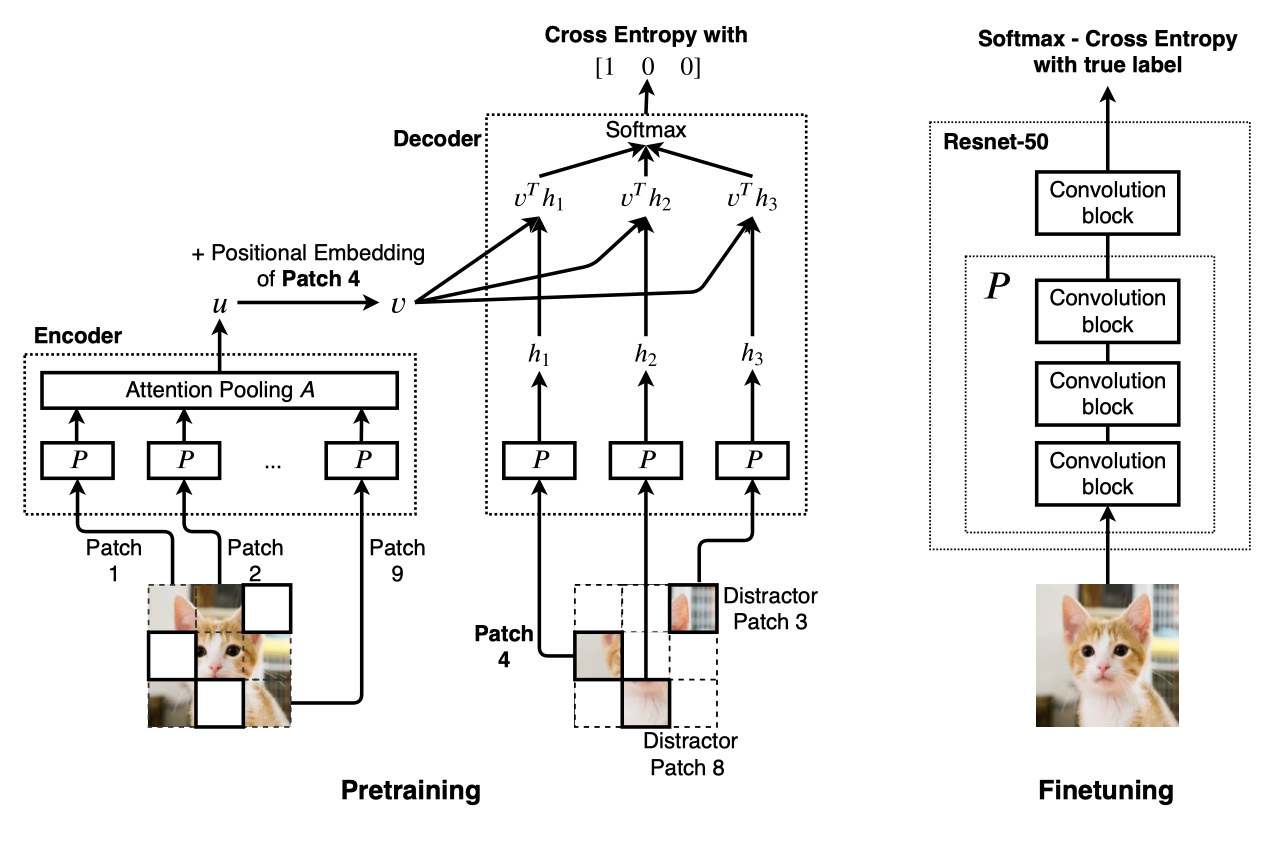 Cross Entropy with
[1 0 0]
Decoder
Softmax
v^T h_1 v^T h_2 v^T h_3
+ Positional Embedding
of Patch 4
u
v
Encoder
h_1 h_2 h_3
Attention Pooling A
P P ... P
P P P
Patch
1
Patch
2
Patch
9
Patch
4
Distractor
Patch 3
Distractor
Patch 8
Pretraining
Softmax - Cross Entropy
with true label
Resnet-50
Convolution
block
P
Convolution
block
Convolution
block
Convolution
block
Finetuning